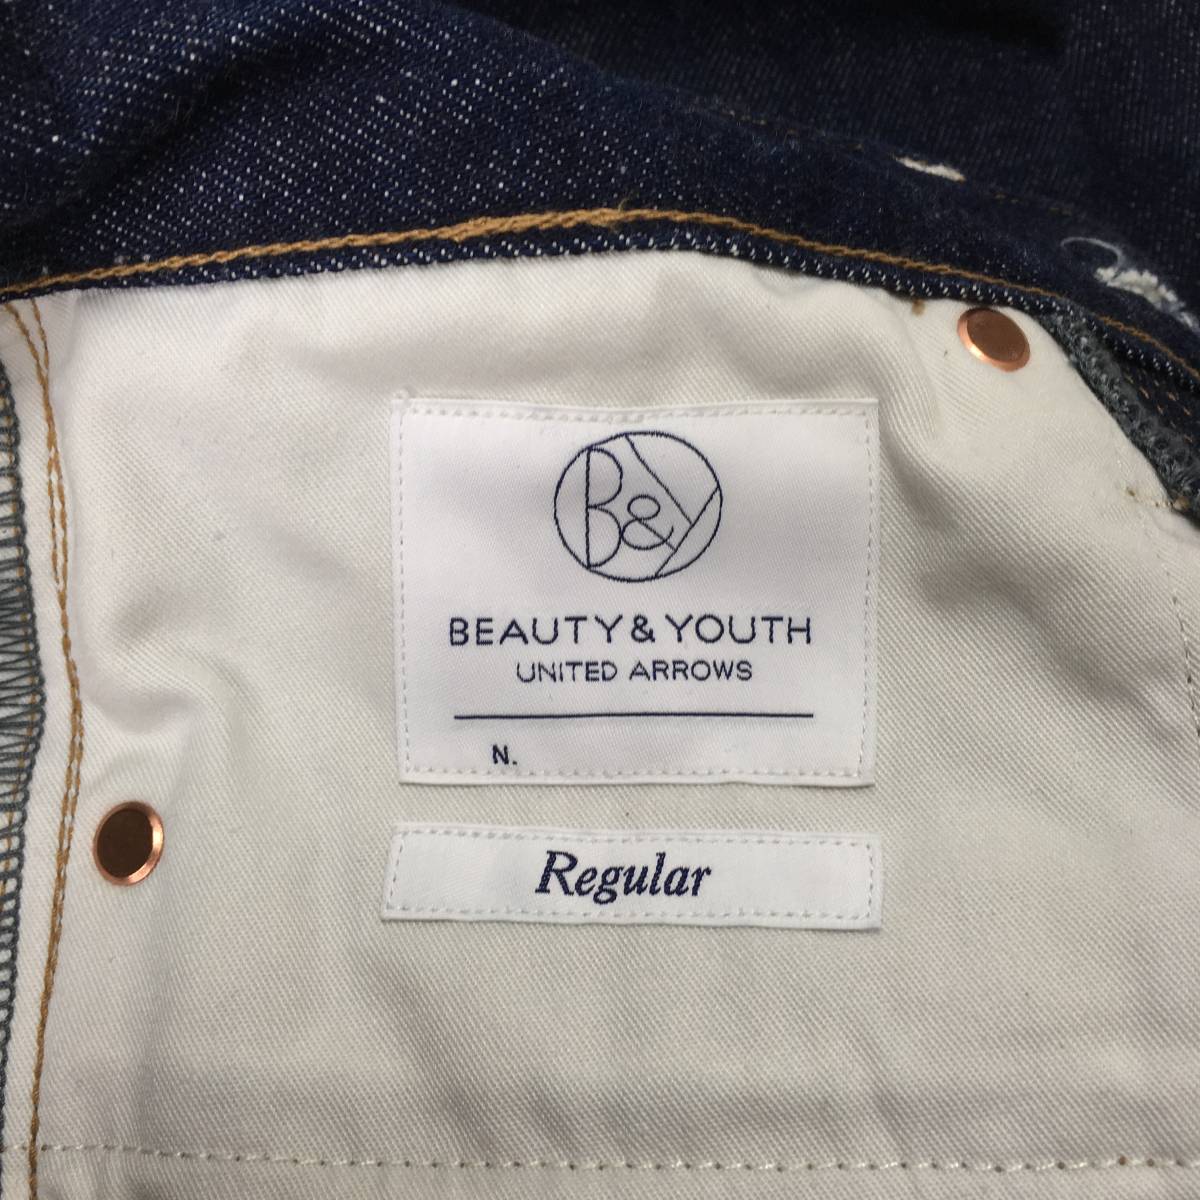 B&Y
BEAUTY & YOUTH
UNITED ARROWS
N.
Regular